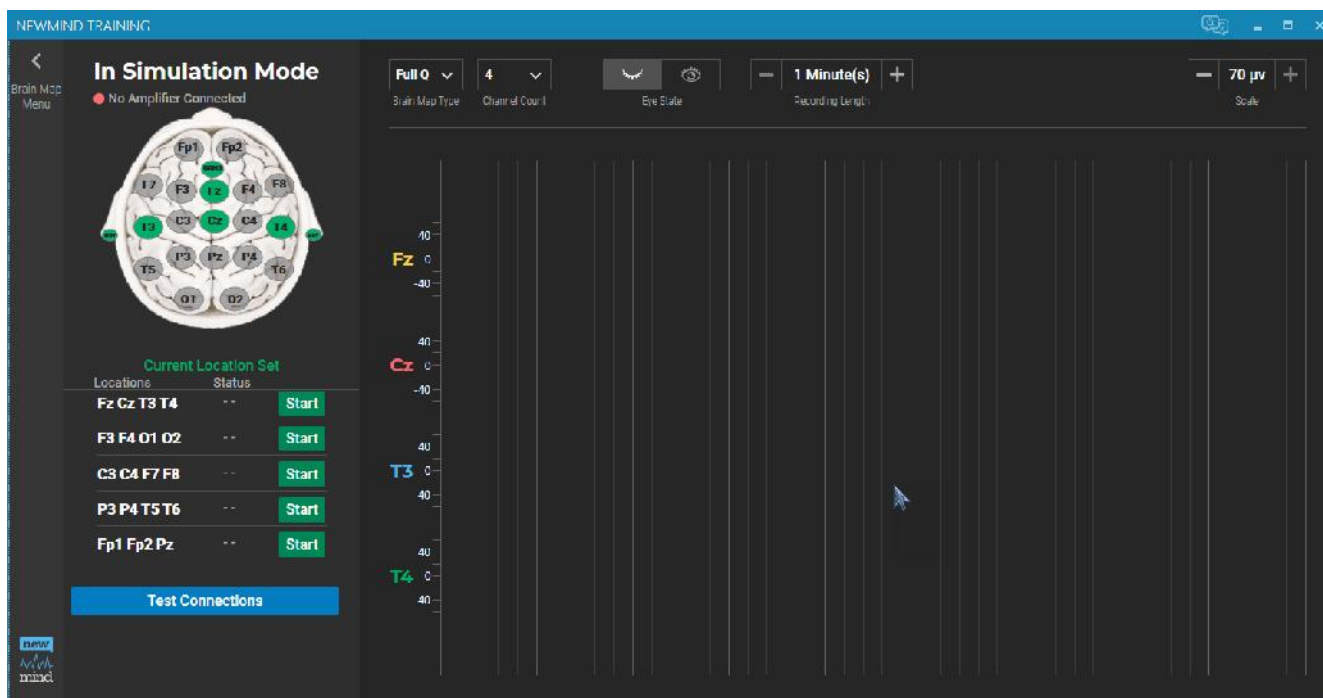 NEWMIND TRAINING
Brain Map
Menu
In Simulation Mode
No Amplifier Connected
Full Q
4
1 Minute(s)
70 μv
Brain Map Type
Channel Count
Eye State
Recording Length
Scale
Fp1 Fp2
F7 F3 Fz F4 F8
T3 C3 Cz C4 T4
T5 P3 Pz P4 T6
O1 O2
Current Location Set
Locations Status
Fz Cz T3 T4 -- Start
F3 F4 O1 O2 -- Start
C3 C4 F7 F8 -- Start
P3 P4 T5 T6 -- Start
Fp1 Fp2 Pz -- Start
Test Connections
40
Fz 0
-40
40
Cz 0
-40
40
T3 0
40
40
T4 0
40
new
mind